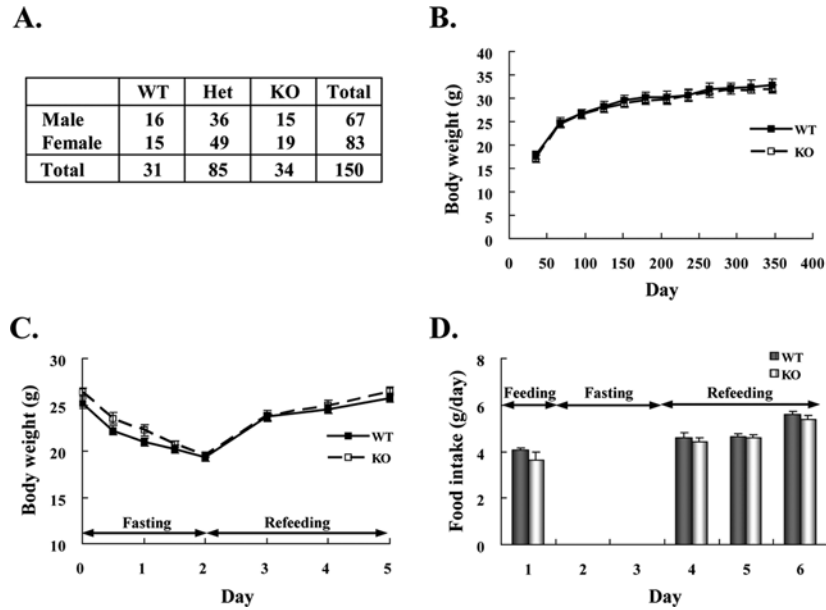 A.
WT Het KO Total
Male 16 36 15 67
Female 15 49 19 83
Total 31 85 34 150
B.
Body weight (g)
40
35
30
25
20
15
10
5
0
0 50 100 150 200 250 300 350 400
Day
WT
KO
C.
Body weight (g)
30
25
20
15
10
WT
KO
Fasting Refeeding
0 1 2 3 4 5
Day
D.
Food intake (g/day)
8
6
4
2
0
WT
KO
Feeding Fasting Refeeding
1 2 3 4 5 6
Day